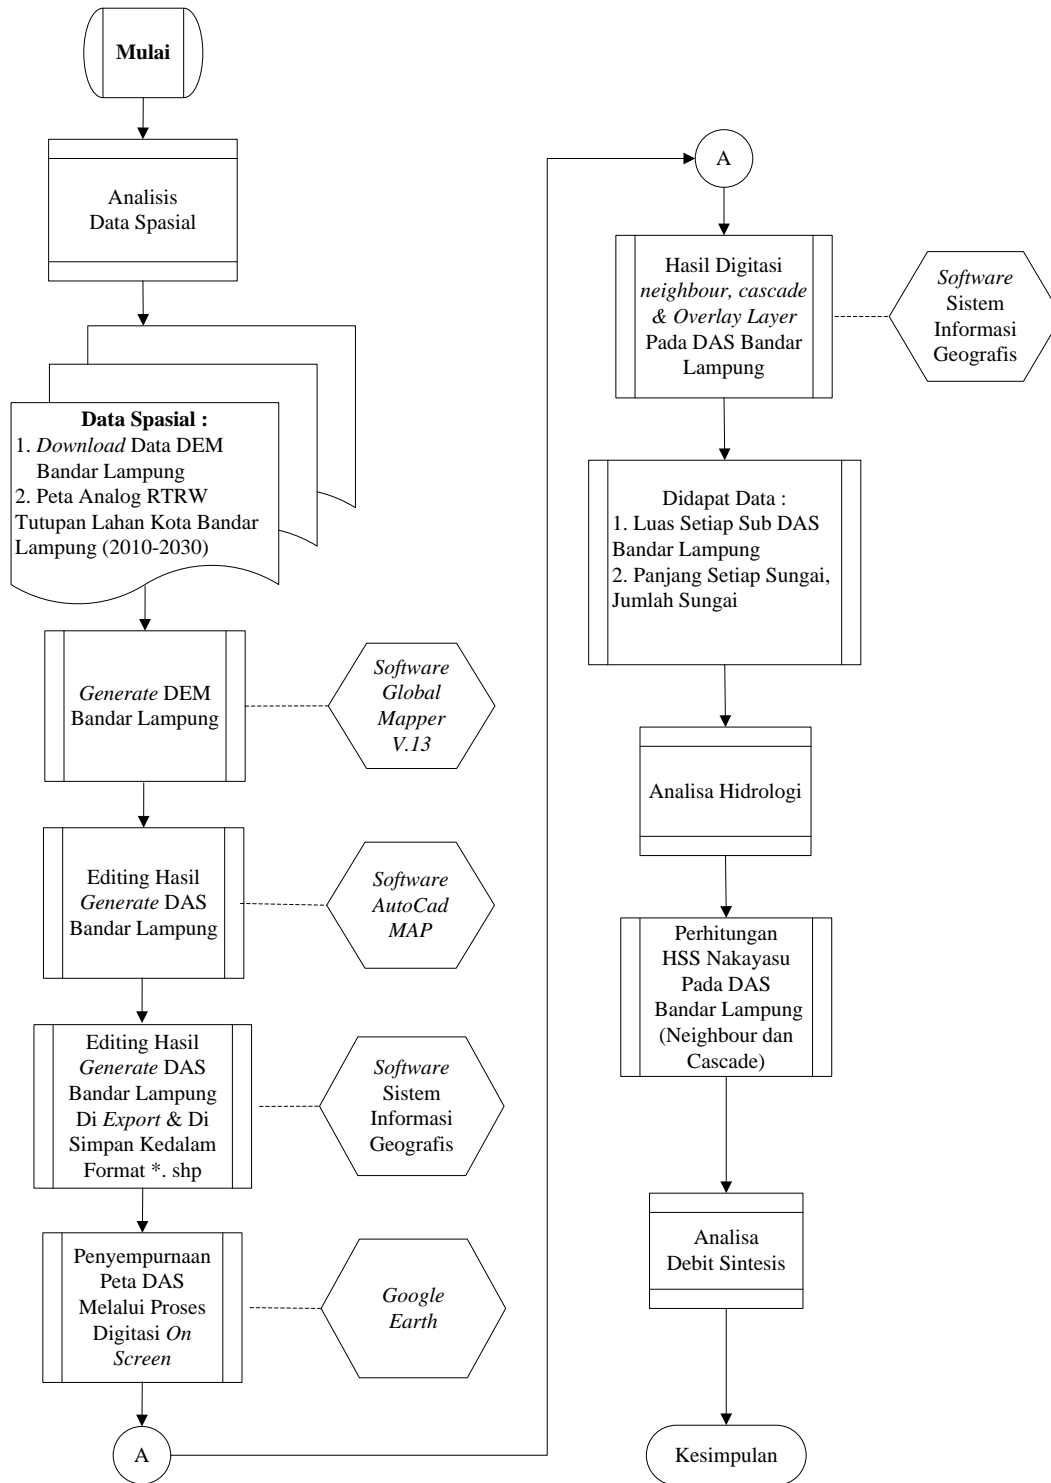 Mulai
Analisis
Data Spasial
Data Spasial :
1. Download Data DEM
Bandar Lampung
2. Peta Analog RTRW
Tutupan Lahan Kota Bandar
Lampung (2010-2030)
Generate DEM
Bandar Lampung
Software
Global
Mapper
V.13
Editing Hasil
Generate DAS
Bandar Lampung
Software
AutoCad
MAP
Editing Hasil
Generate DAS
Bandar Lampung
Di Export & Di
Simpan Kedalam
Format *. shp
Software
Sistem
Informasi
Geografis
Penyempurnaan
Peta DAS
Melalui Proses
Digitasi On
Screen
Google
Earth
A
A
Hasil Digitasi
neighbour, cascade
& Overlay Layer
Pada DAS Bandar
Lampung
Software
Sistem
Informasi
Geografis
Didapat Data :
1. Luas Setiap Sub DAS
Bandar Lampung
2. Panjang Setiap Sungai,
Jumlah Sungai
Analisa Hidrologi
Perhitungan
HSS Nakayasu
Pada DAS
Bandar Lampung
(Neighbour dan
Cascade)
Analisa
Debit Sintesis
Kesimpulan